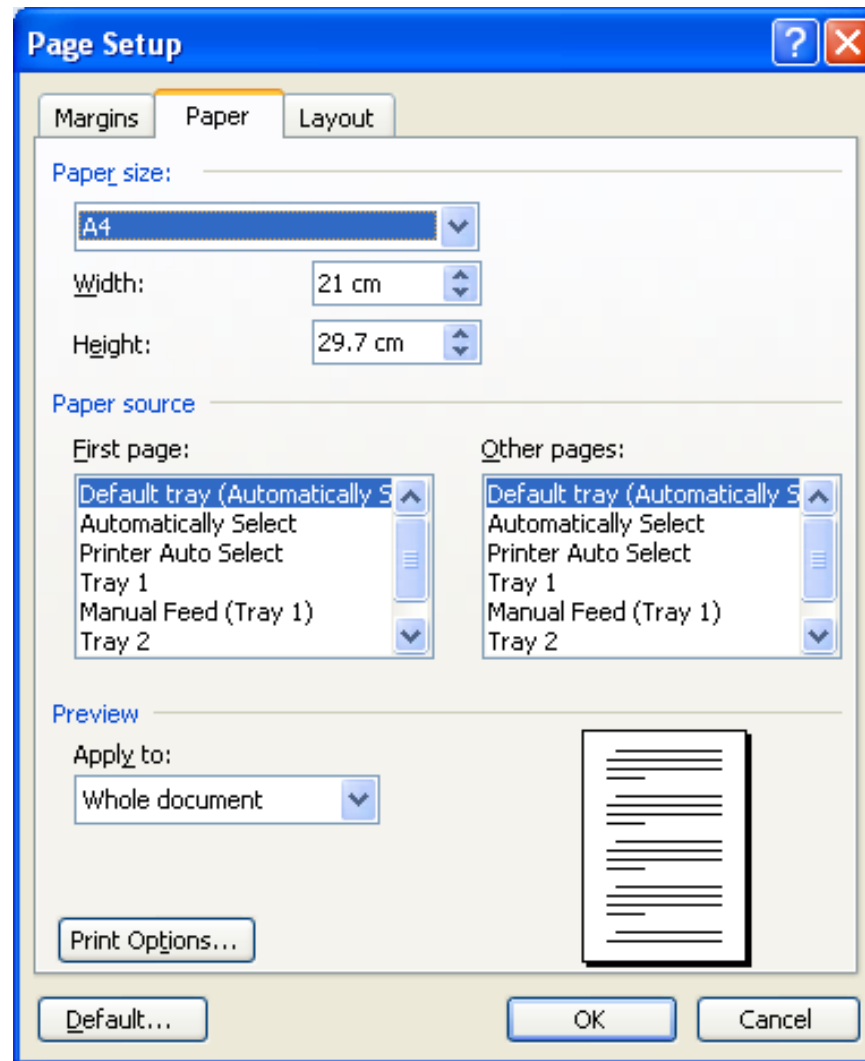 Page Setup
Margins Paper Layout
Paper size:
A4
Width: 21 cm
Height: 29.7 cm
Paper source
First page: Other pages:
Default tray (Automatically S Default tray (Automatically S
Automatically Select Automatically Select
Printer Auto Select Printer Auto Select
Tray 1 Tray 1
Manual Feed (Tray 1) Manual Feed (Tray 1)
Tray 2 Tray 2
Preview
Apply to:
Whole document
Print Options...
Default... OK Cancel